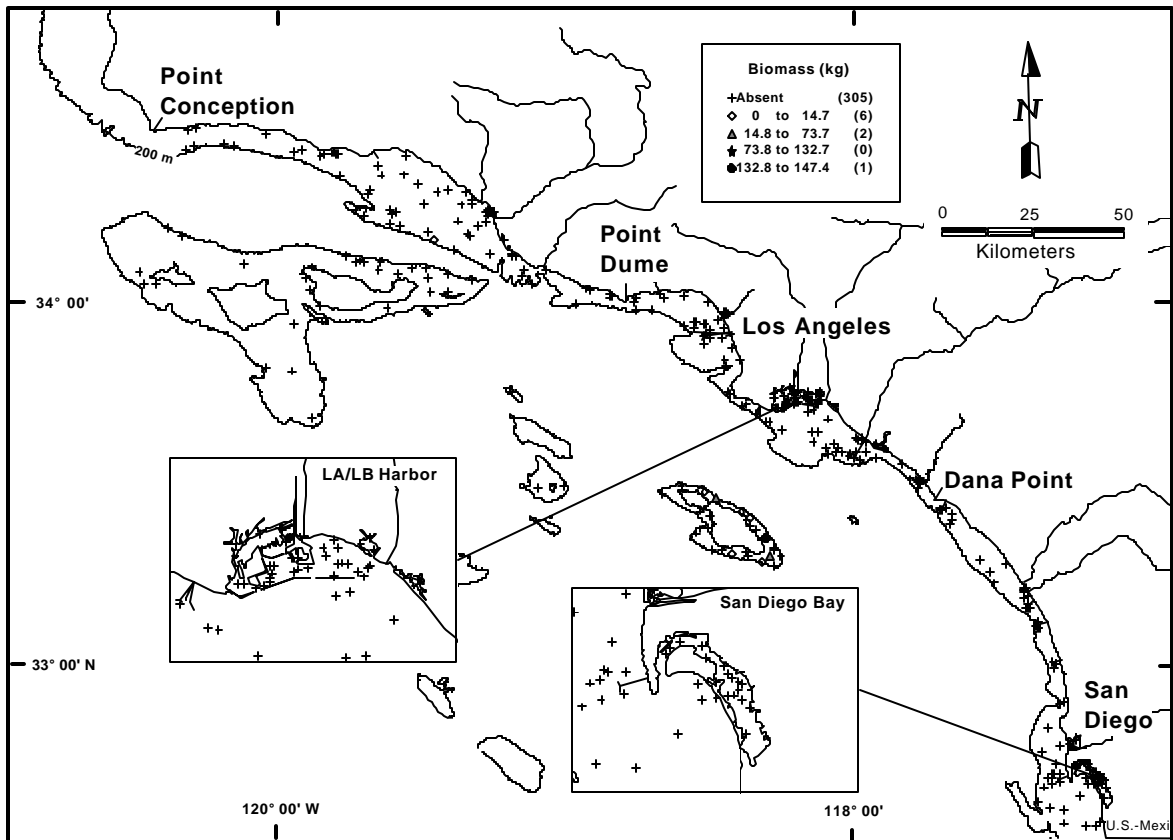 Point
Conception
200 m
Biomass (kg)
+Absent (305)
0 to 14.7 (6)
14.8 to 73.7 (2)
73.8 to 132.7 (0)
132.8 to 147.4 (1)
N
0 25 50
Kilometers
Point
Dume
34° 00'
Los Angeles
LA/LB Harbor
Dana Point
San Diego Bay
33° 00' N
San
Diego
120° 00' W
118° 00'
U.S.-Mexi